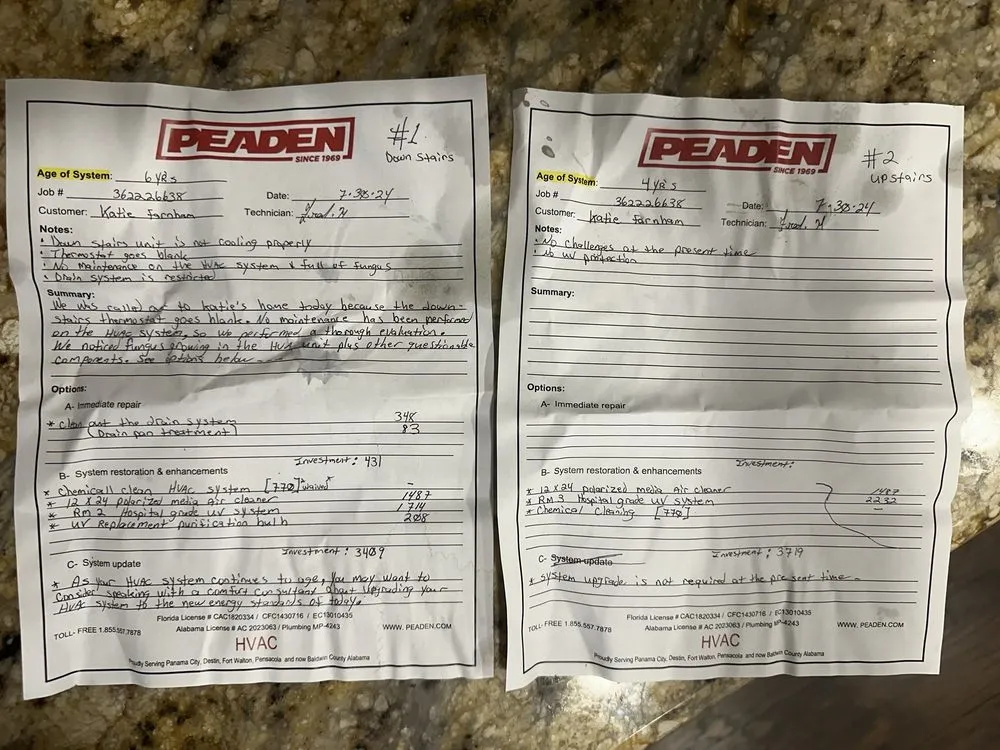 PEADEN
SINCE 1969
#1
Down Stairs
Age of System: 6 YRS
Job # 362226638
Date: 7-30-24
Customer: Katie Farnham
Technician:
Notes:
· Down stairs unit is not cooling properly
· Thermostat goes blank
· No maintenance on the HVAC system & full of fungus
· Drain system is restricted
Summary:
We was called out to Katie's home today because the down-
stairs thermostat goes blank. No maintenance has been performed
on the HVAC system, so we performed a thorough evaluation.
We noticed fungus growing in the HVAC unit plus other questionable
components. See options below.
Options:
A- Immediate repair
* Clean out the drain system 348
(Drain pan treatment) 83
Investment: 431
B- System restoration & enhancements
* Chemicall clean HVAC system [770] "waived" -
* 12 X 24 polarized media Air cleaner 1487
* RM 2 Hospital grade UV system 1714
* UV Replacement purification bulb 208
Investment: 3409
C- System update
* As your HVAC system continues to age, you may want to
consider speaking with a comfort consultant about upgrading your
HVAC system to the new energy standards of today.
Florida License # CAC1820334 / CFC1430716 / EC13010435
TOLL- FREE 1.855.557.7878
Alabama License # AC 2023063 / Plumbing MP-4243
WWW. PEADEN.COM
HVAC
Proudly Serving Panama City, Destin, Fort Walton, Pensacola and now Baldwin County Alabama
PEADEN
SINCE 1969
#2
upstairs
Age of System: 4 YR's
Job # 362226638
Date: 7-30-24
Customer: Katie Farnham
Technician:
Notes:
· No challenges at the present time
· No UV protection
Summary:
Options:
A- Immediate repair
Investment:
B- System restoration & enhancements
* 12 X 24 polarized media Air cleaner 1487
* RM 3 Hospital grade UV system 2232
* Chemical Cleaning [770] -
Investment: 3719
C- System update
* System upgrade is not required at the present time.
Florida License # CAC1820334 / CFC1430716 / EC13010435
TOLL- FREE 1.855.557.7878
Alabama License # AC 2023063 / Plumbing MP-4243
WWW. PEADEN.COM
HVAC
Proudly Serving Panama City, Destin, Fort Walton, Pensacola and now Baldwin County Alabama